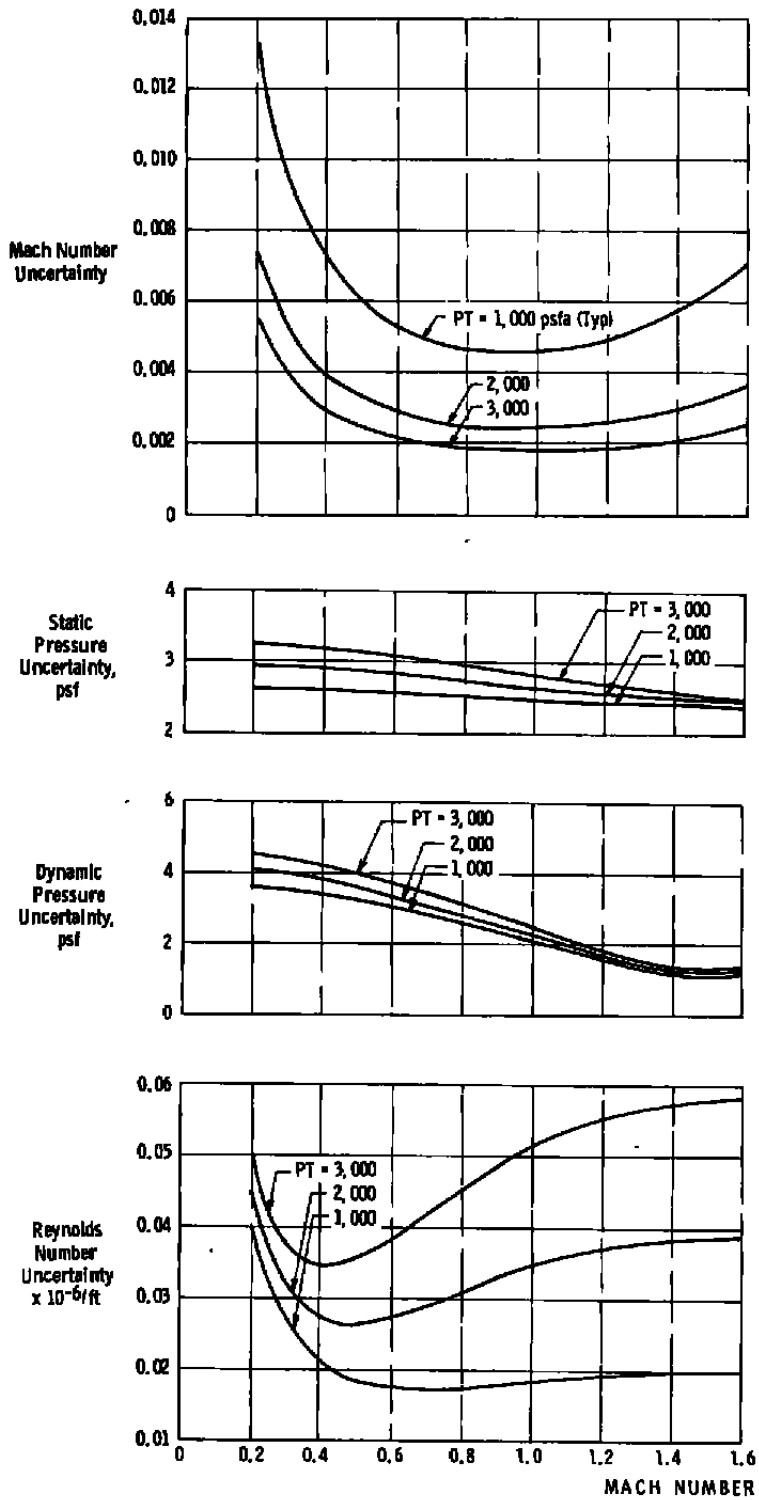 0.014
0.012
0.010
0.008
Mach Number
Uncertainty
0.006
PT = 1,000 psfa (Typ)
0.004
2,000
3,000
0.002
0
4
Static
Pressure
Uncertainty,
psf
3
2
PT = 3,000
2,000
1,000
6
Dynamic
Pressure
Uncertainty,
psf
4
2
0
PT = 3,000
2,000
1,000
0.06
0.05
PT = 3,000
2,000
1,000
0.04
Reynolds
Number
Uncertainty
x 10-6/ft
0.03
0.02
0.01
0 0.2 0.4 0.6 0.8 1.0 1.2 1.4 1.6
MACH NUMBER